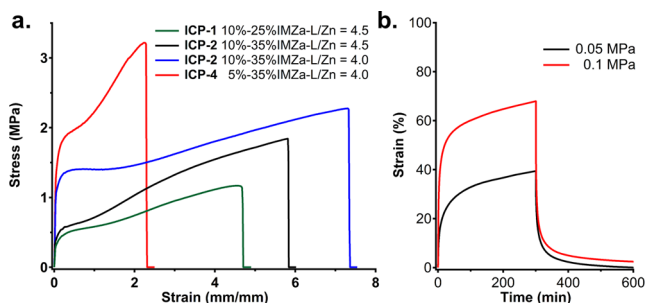 a.
ICP-1 10%-25%IMZa-L/Zn = 4.5
ICP-2 10%-35%IMZa-L/Zn = 4.5
ICP-2 10%-35%IMZa-L/Zn = 4.0
ICP-4 5%-35%IMZa-L/Zn = 4.0
Stress (MPa)
3
2
1
0
0 2 4 6 8
Strain (mm/mm)
b.
0.05 MPa
0.1 MPa
Strain (%)
100
80
60
40
20
0
0 200 400 600
Time (min)